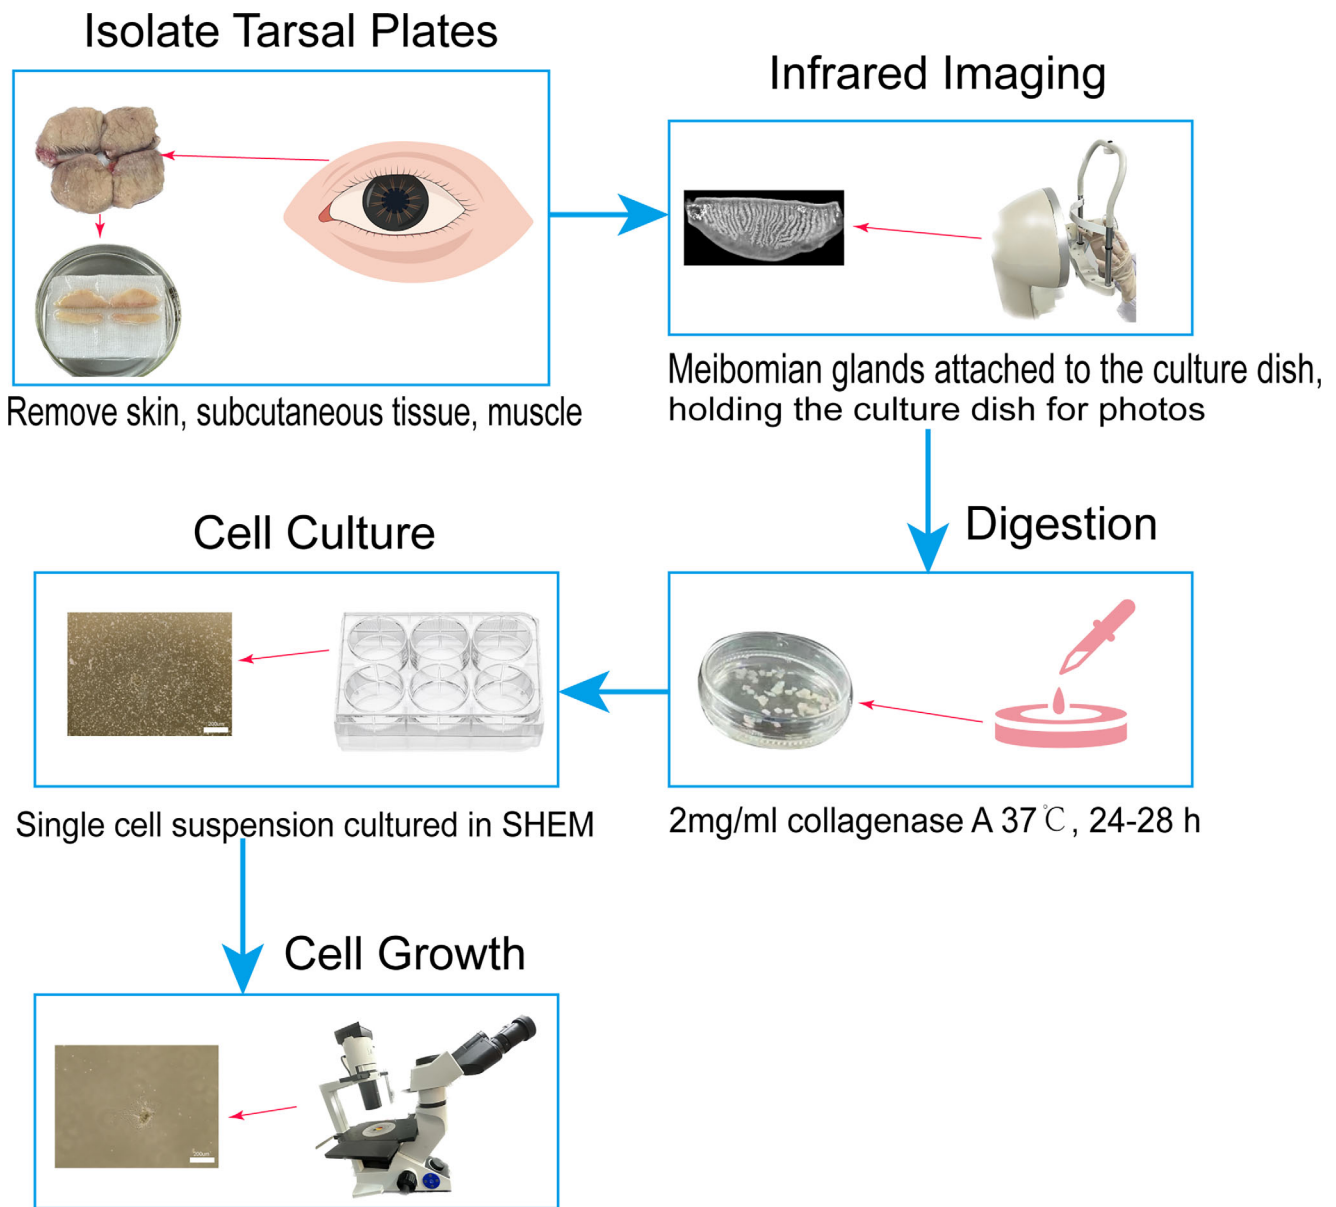 Isolate Tarsal Plates
Infrared Imaging
Remove skin, subcutaneous tissue, muscle
Meibomian glands attached to the culture dish,
holding the culture dish for photos
Digestion
2mg/ml collagenase A 37℃, 24-28 h
Cell Culture
200um
Single cell suspension cultured in SHEM
Cell Growth
200um